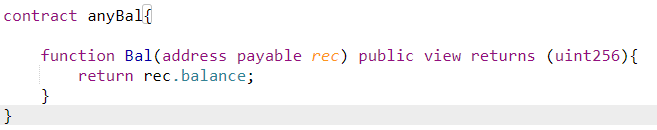 contract anyBal{
function Bal(address payable rec) public view returns (uint256){
return rec.balance;
}
}